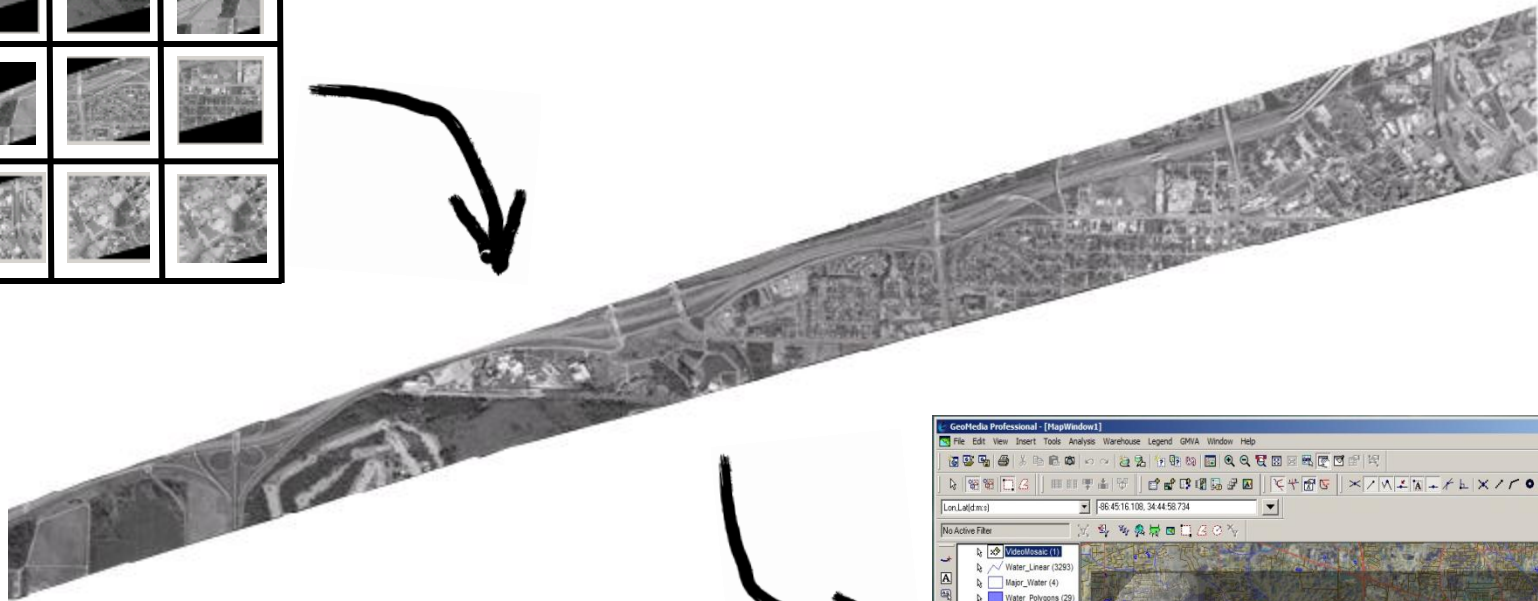 GeoMedia Professional - [MapWindow1]
File Edit View Insert Tools Analysis Warehouse Legend GMVA Window Help
Lon,Lat(d:m:s) -86:45:16.108, 34:44:58.734
No Active Filter
VideoMosaic (1)
Water_Linear (3293)
Major_Water (4)
Water_Polygons (29)